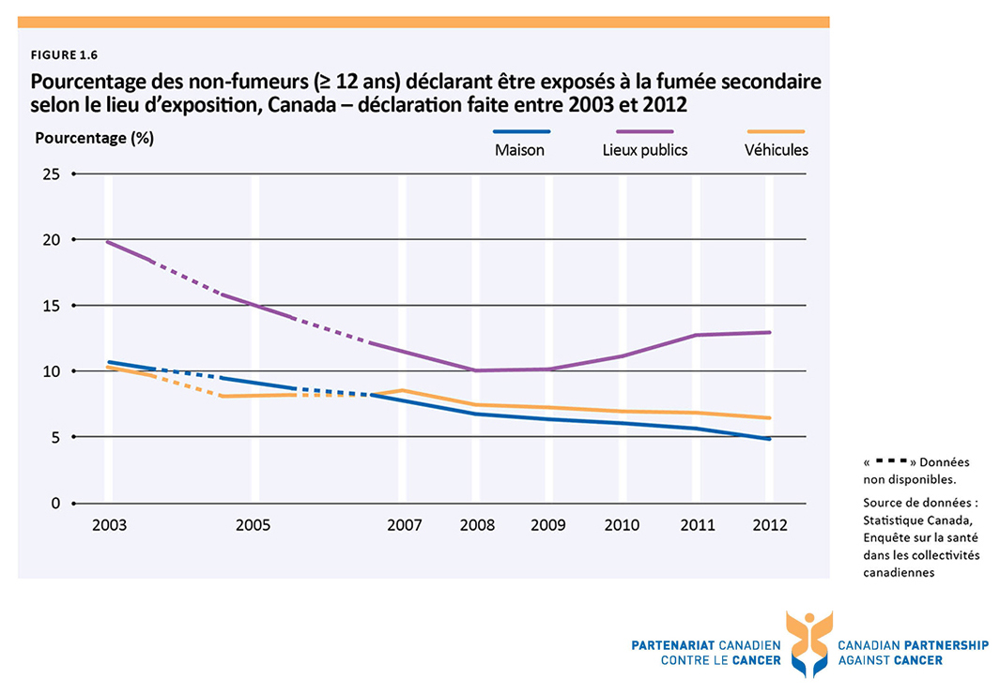 FIGURE 1.6
Pourcentage des non-fumeurs (≥ 12 ans) déclarant être exposés à la fumée secondaire
selon le lieu d’exposition, Canada – déclaration faite entre 2003 et 2012
Pourcentage (%)
Maison
Lieux publics
Véhicules
25
20
15
10
5
0
2003
2005
2007
2008
2009
2010
2011
2012
« --- » Données
non disponibles.
Source de données :
Statistique Canada,
Enquête sur la santé
dans les collectivités
canadiennes
PARTENARIAT CANADIEN
CONTRE LE CANCER
CANADIAN PARTNERSHIP
AGAINST CANCER